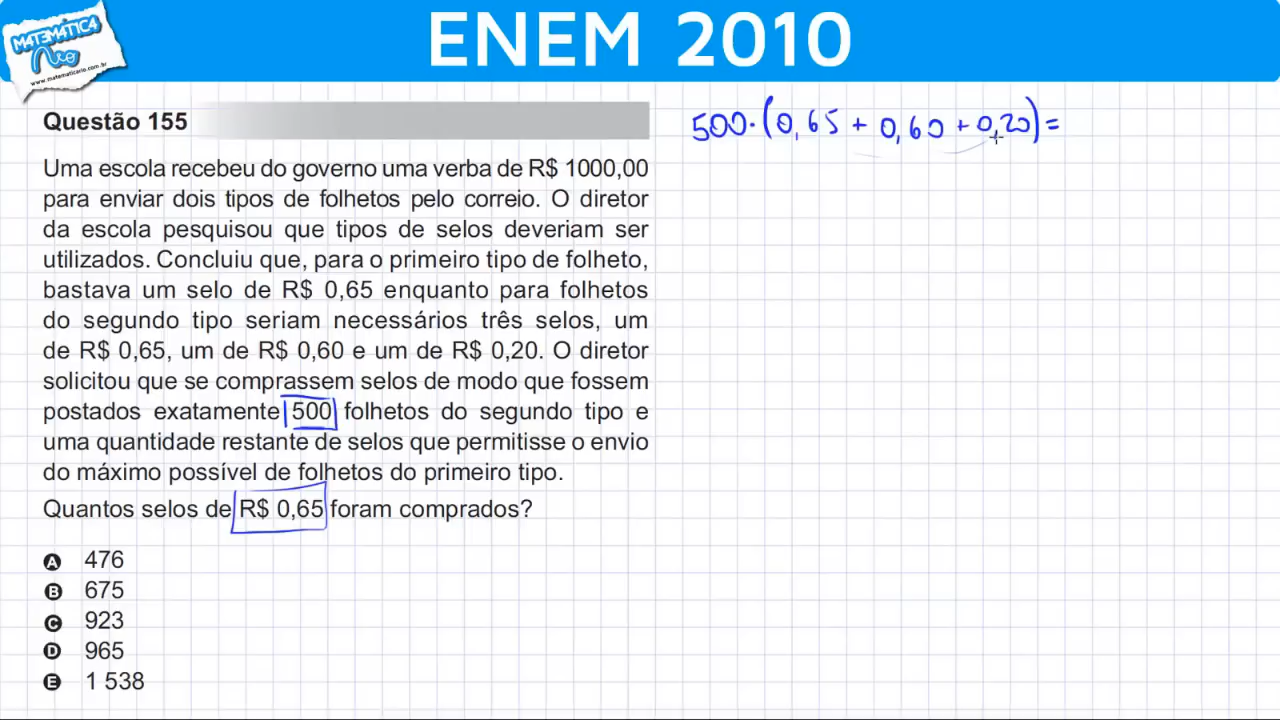 ENEM 2010
MATEMÁTICA
Rio
www.matematicario.com.br
Questão 155
Uma escola recebeu do governo uma verba de R$ 1000,00
para enviar dois tipos de folhetos pelo correio. O diretor
da escola pesquisou que tipos de selos deveriam ser
utilizados. Concluiu que, para o primeiro tipo de folheto,
bastava um selo de R$ 0,65 enquanto para folhetos
do segundo tipo seriam necessários três selos, um
de R$ 0,65, um de R$ 0,60 e um de R$ 0,20. O diretor
solicitou que se comprassem selos de modo que fossem
postados exatamente 500 folhetos do segundo tipo e
uma quantidade restante de selos que permitisse o envio
do máximo possível de folhetos do primeiro tipo.
Quantos selos de R$ 0,65 foram comprados?
A 476
B 675
C 923
D 965
E 1 538
500·(0,65 + 0,60 + 0,20) =